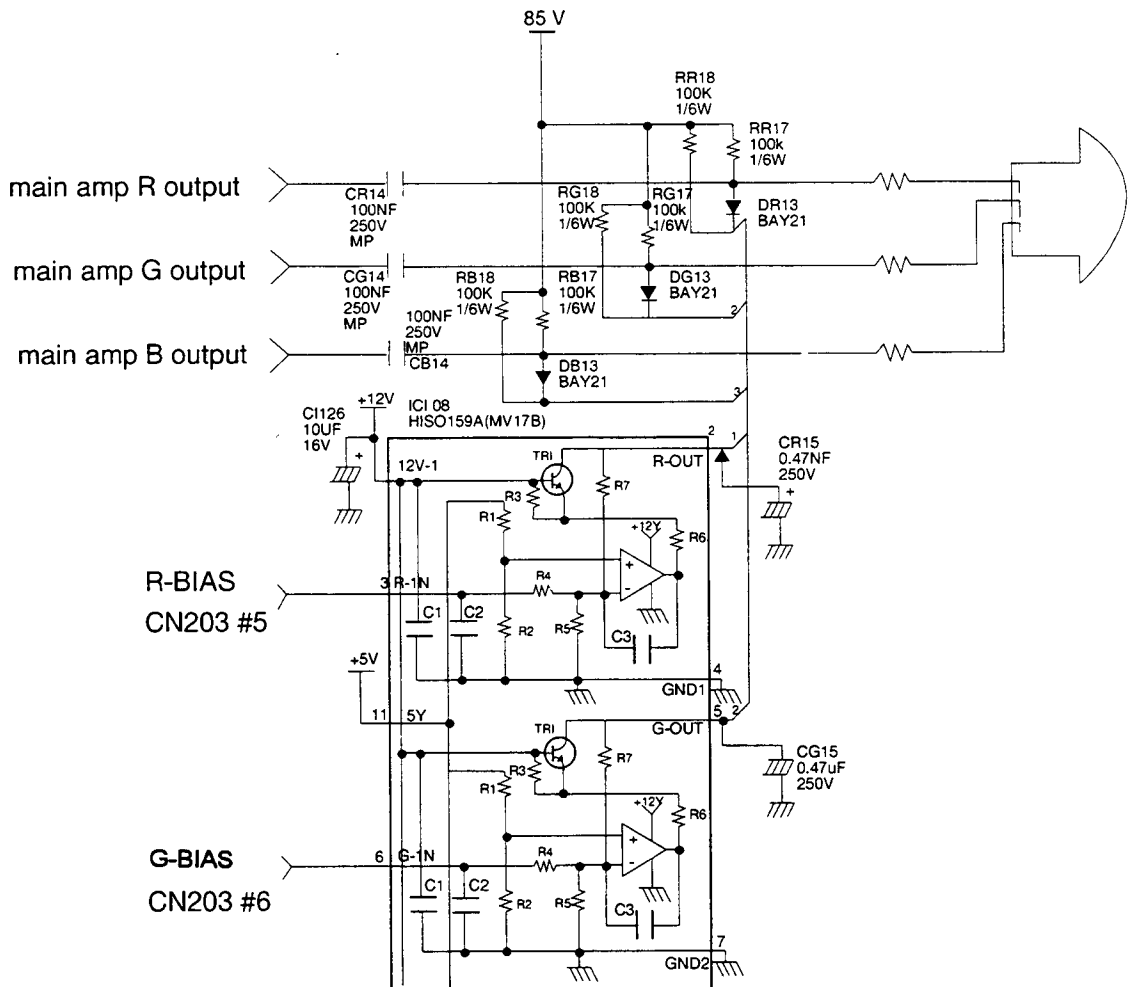 85 V
RR18
100K
1/6W
RR17
100k
1/6W
main amp R output
CR14
100NF
250V
MP
RG18
100K
1/6W
RG17
100k
1/6W
DR13
BAY21
main amp G output
CG14
100NF
250V
MP
RB18
100K
1/6W
RB17
100K
1/6W
DG13
BAY21
2
100NF
250V
MP
CB14
main amp B output
DB13
BAY21
3
+12V
CI126
10UF
16V
+
ICI 08
HISO159A(MV17B)
2
1
CR15
0.47NF
250V
+
12V-1
TRI
R-OUT
R3
R7
R1
+12Y
R6
+
-
R-BIAS
CN203 #5
3
R-1N
R4
C1
C2
R2
R5
C3
+5V
4
GND1
11
5Y
5
2
TRI
G-OUT
R3
R7
R1
+12Y
R6
CG15
0.47uF
250V
+
-
G-BIAS
CN203 #6
6
G-1N
R4
C1
C2
R2
R5
C3
7
GND2